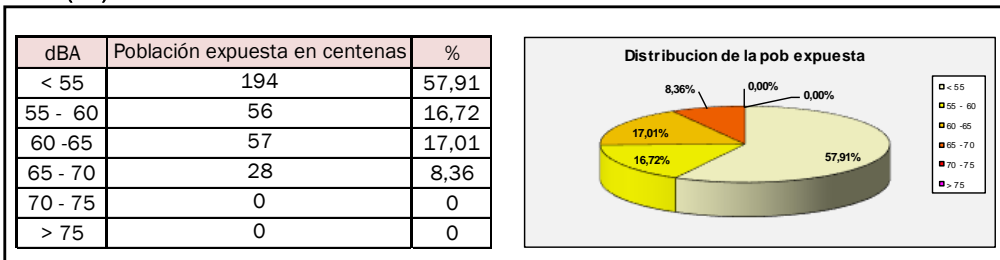 dBA Población expuesta en centenas %
< 55 194 57,91
55 - 60 56 16,72
60 -65 57 17,01
65 - 70 28 8,36
70 - 75 0 0
> 75 0 0
Distribucion de la pob expuesta
8,36% 0,00% 0,00%
17,01%
16,72% 57,91%
< 55
55 - 60
60 -65
65 - 70
70 - 75
> 75